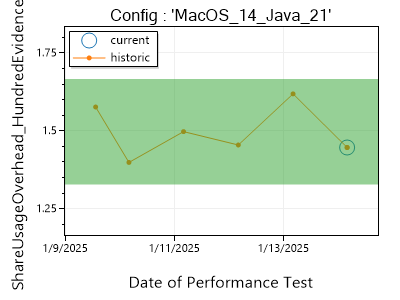 Config : 'MacOS_14_Java_21'
ShareUsageOverhead_HundredEvidence
current
historic
1.75
1.5
1.25
1/9/2025
1/11/2025
1/13/2025
Date of Performance Test